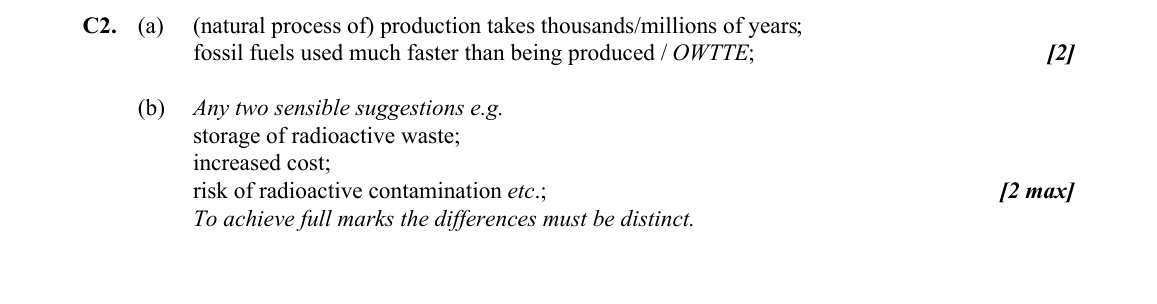 C2. (a) (natural process of) production takes thousands/millions of years;
fossil fuels used much faster than being produced / OWTTE; [2]
(b) Any two sensible suggestions e.g.
storage of radioactive waste;
increased cost;
risk of radioactive contamination etc.; [2 max]
To achieve full marks the differences must be distinct.